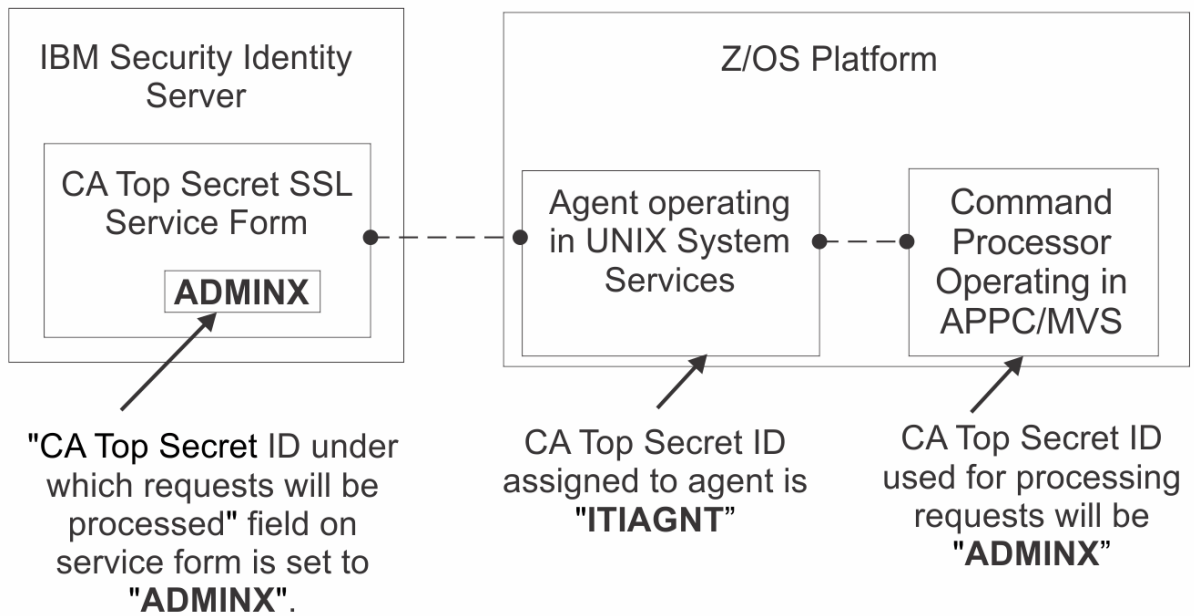 IBM Security Identity
Server
CA Top Secret SSL
Service Form
ADMINX
"CA Top Secret ID under
which requests will be
processed" field on
service form is set to
"ADMINX".
Z/OS Platform
Agent operating
in UNIX System
Services
CA Top Secret ID
assigned to agent is
"ITIAGNT”
Command
Processor
Operating in
APPC/MVS
CA Top Secret ID
used for processing
requests will be
"ADMINX”